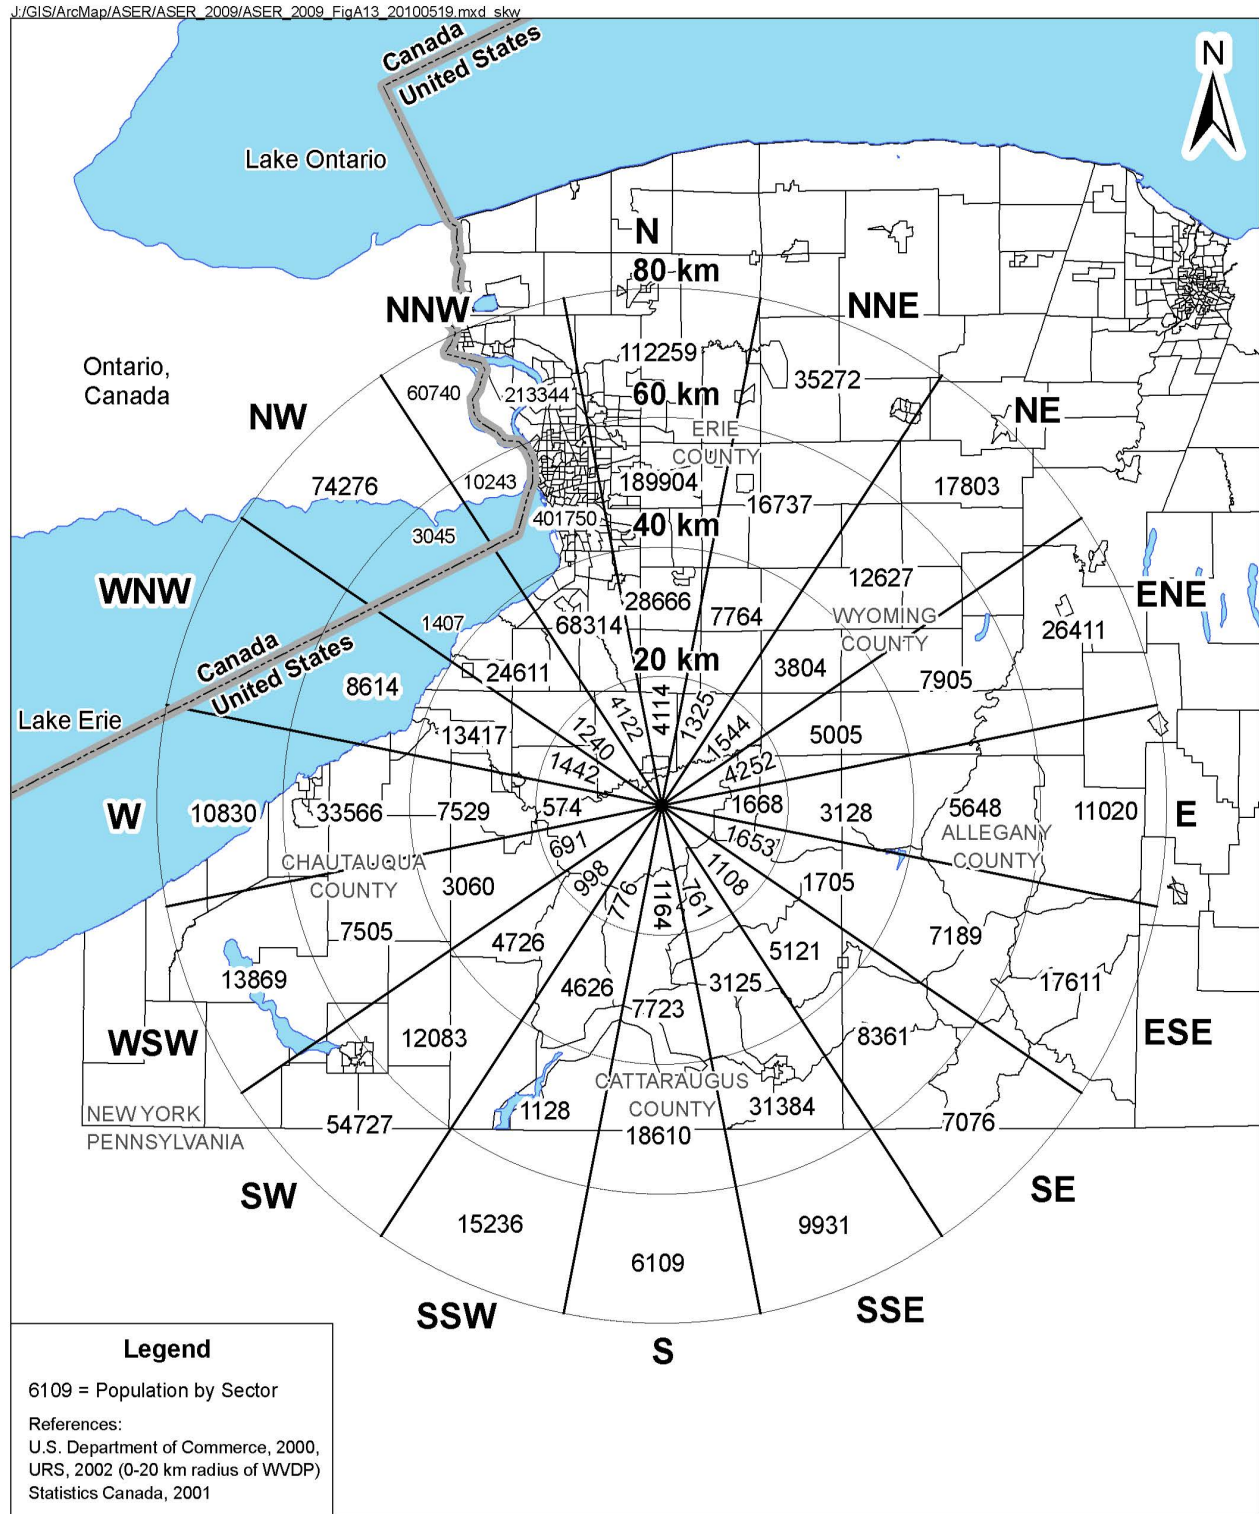 J:/GIS/ArcMap/ASER/ASER_2009/ASER_2009_FigA13_20100519.mxd skw
Canada
United States
N
Lake Ontario
N
80 km
NNW
NNE
Ontario,
Canada
112259
35272
60740
213344
60 km
NW
NE
ERIE
COUNTY
74276
10243
189904
16737
17803
401750
40 km
3045
WNW
12627
ENE
28666
7764
WYOMING
COUNTY
1407
68314
26411
Canada
United States
20 km
24611
3804
7905
8614
Lake Erie
4122
4114
1325
13417
1240
1544
5005
1442
4252
W
10830
33566
7529
574
1668
3128
5648
11020
E
691
1653
ALLEGANY
COUNTY
CHAUTAUQUA
COUNTY
998
776
1164
761
1108
3060
1705
7505
4726
5121
7189
13869
4626
3125
17611
7723
WSW
12083
8361
ESE
CATTARAUGUS
COUNTY
NEW YORK
PENNSYLVANIA
1128
31384
54727
18610
7076
SW
SE
15236
9931
6109
SSW
SSE
S
Legend
6109 = Population by Sector
References:
U.S. Department of Commerce, 2000,
URS, 2002 (0-20 km radius of WVDP)
Statistics Canada, 2001